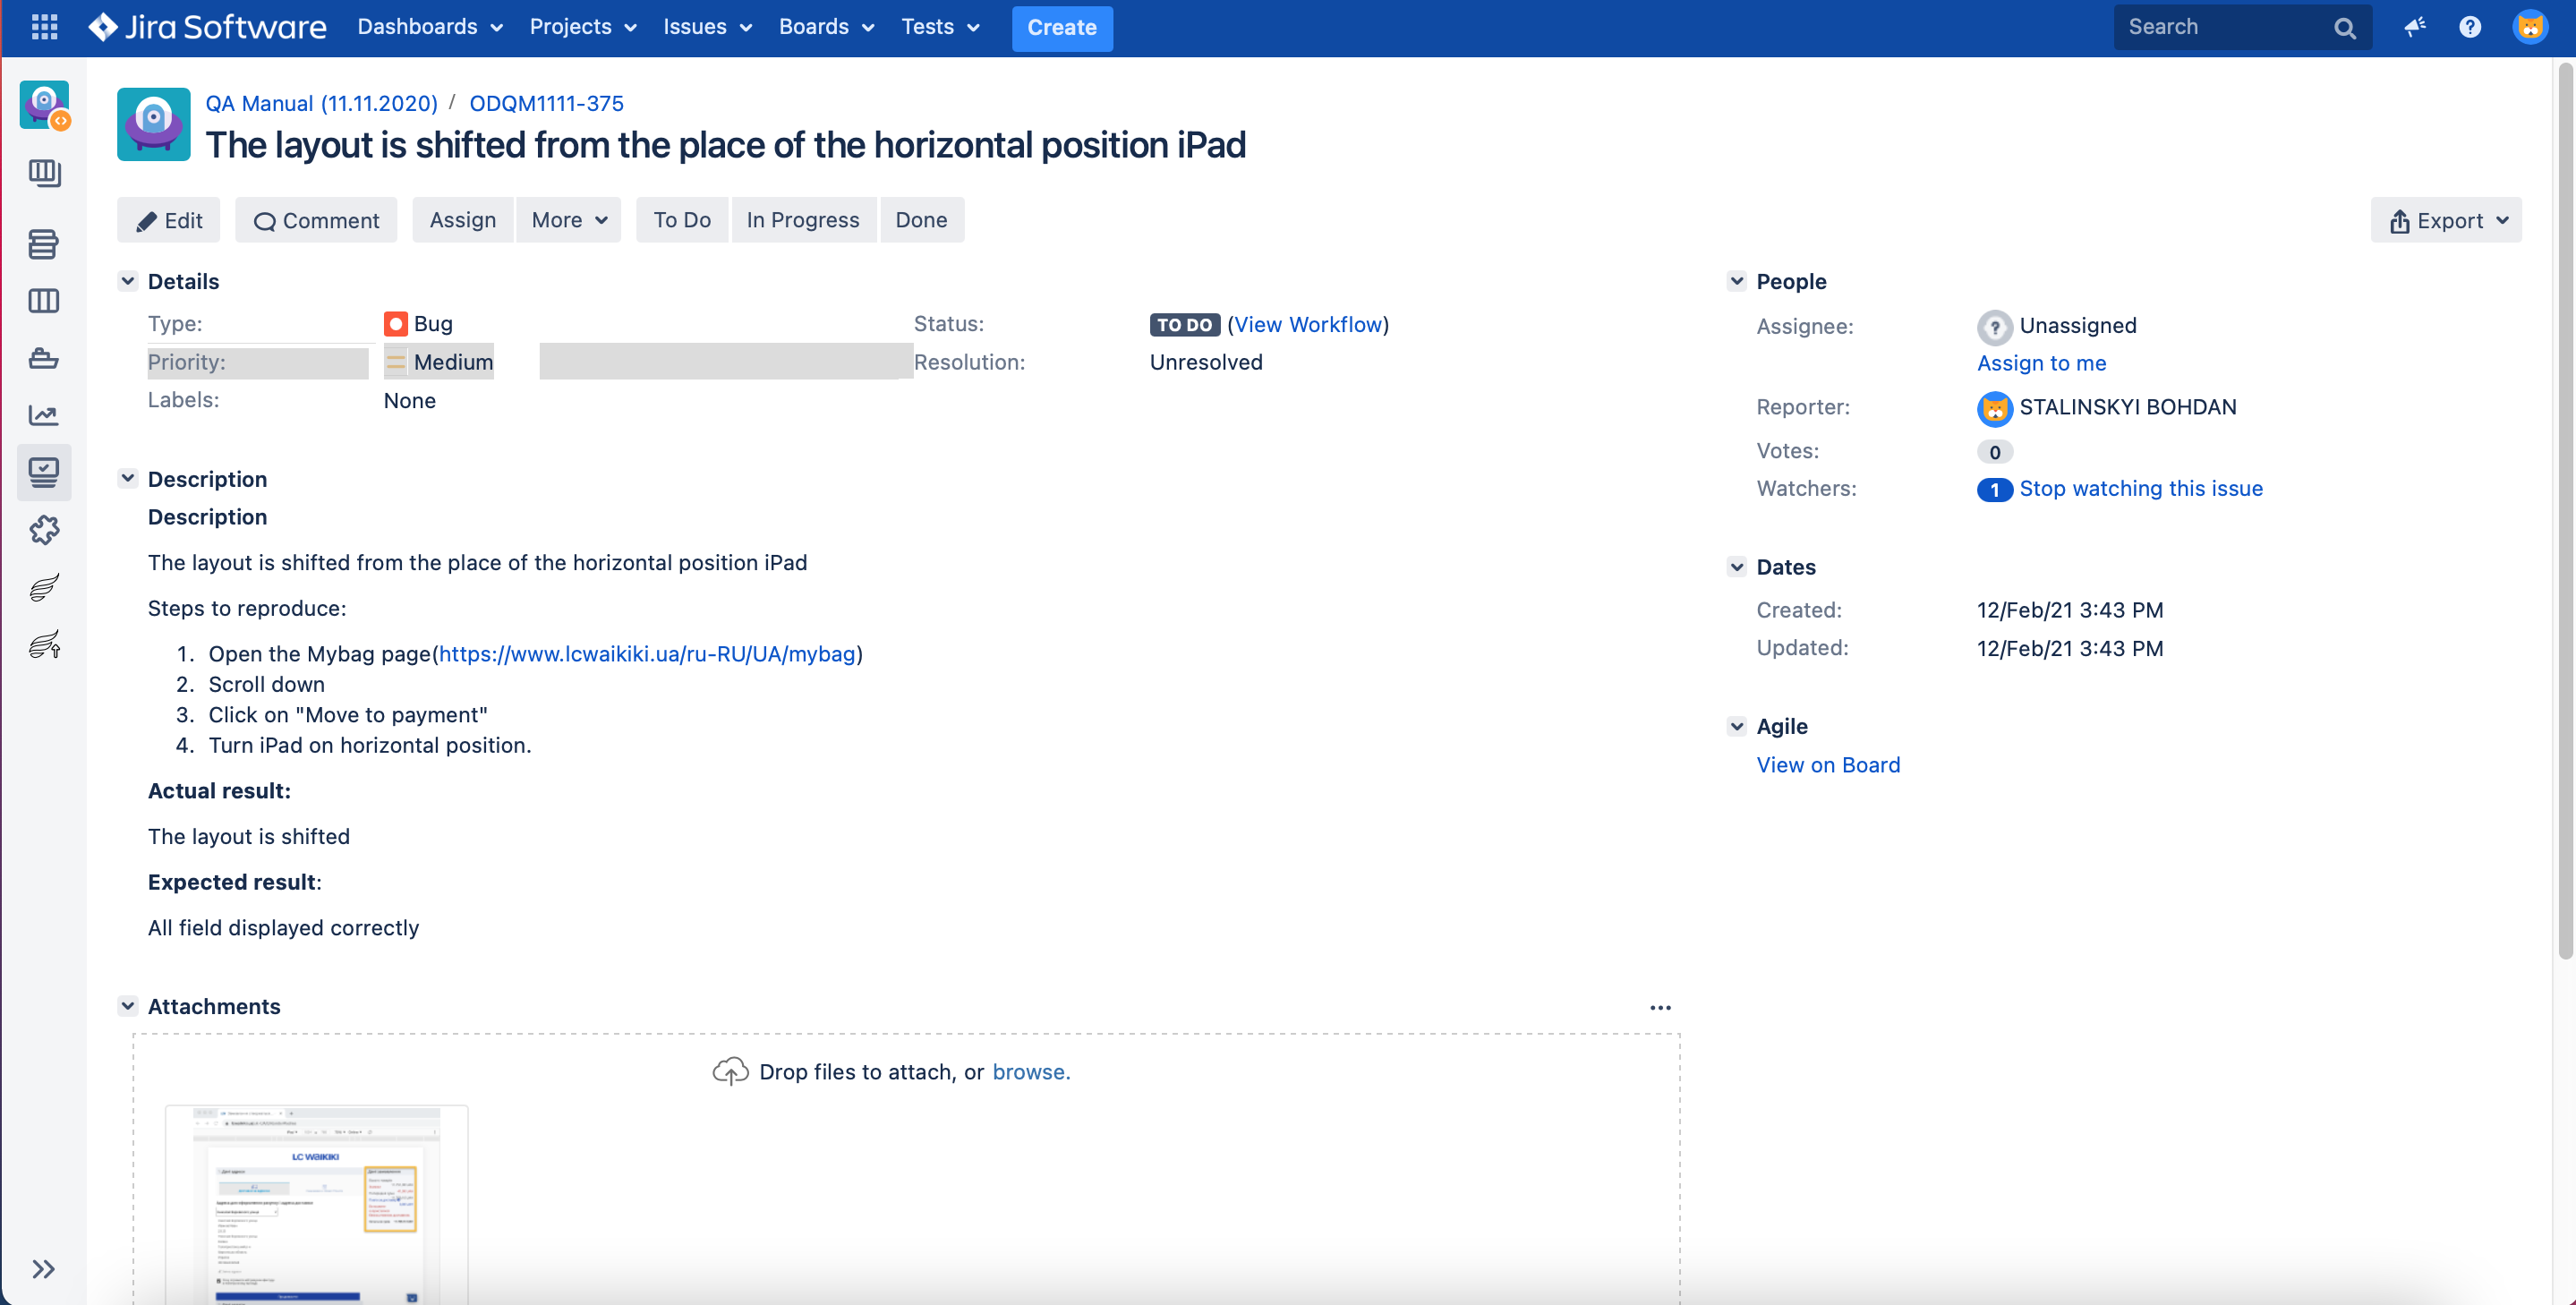 Jira Software Dashboards Projects Issues Boards Tests Create Search
QA Manual (11.11.2020) / ODQM1111-375
The layout is shifted from the place of the horizontal position iPad
Edit Comment Assign More To Do In Progress Done Export
Details
Type: Bug Status: TO DO (View Workflow)
Priority: Medium Resolution: Unresolved
Labels: None
Description
Description
The layout is shifted from the place of the horizontal position iPad
Steps to reproduce:
1. Open the Mybag page(https://www.lcwaikiki.ua/ru-RU/UA/mybag)
2. Scroll down
3. Click on "Move to payment"
4. Turn iPad on horizontal position.
Actual result:
The layout is shifted
Expected result:
All field displayed correctly
Attachments
Drop files to attach, or browse.
LC WAIKIKI
People
Assignee: Unassigned
Assign to me
Reporter: STALINSKYI BOHDAN
Votes: 0
Watchers: 1 Stop watching this issue
Dates
Created: 12/Feb/21 3:43 PM
Updated: 12/Feb/21 3:43 PM
Agile
View on Board